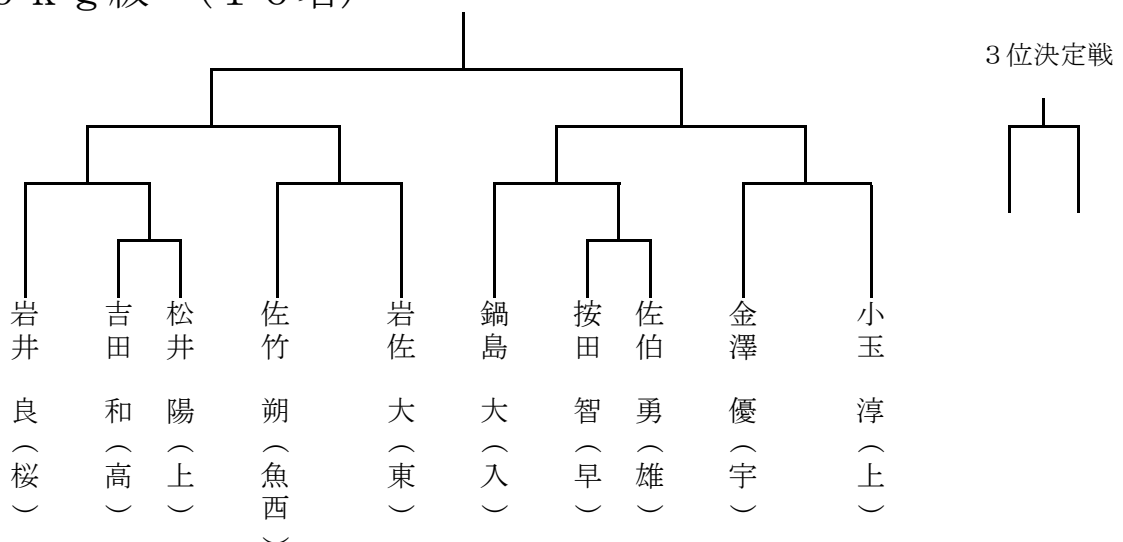 ３位決定戦
岩井　良（桜）
吉田　和（高）
松井　陽（上）
佐竹　朔（魚西）
岩佐　大（東）
鍋島　大（入）
按田　智（早）
佐伯　勇（雄）
金澤　優（宇）
小玉　淳（上）